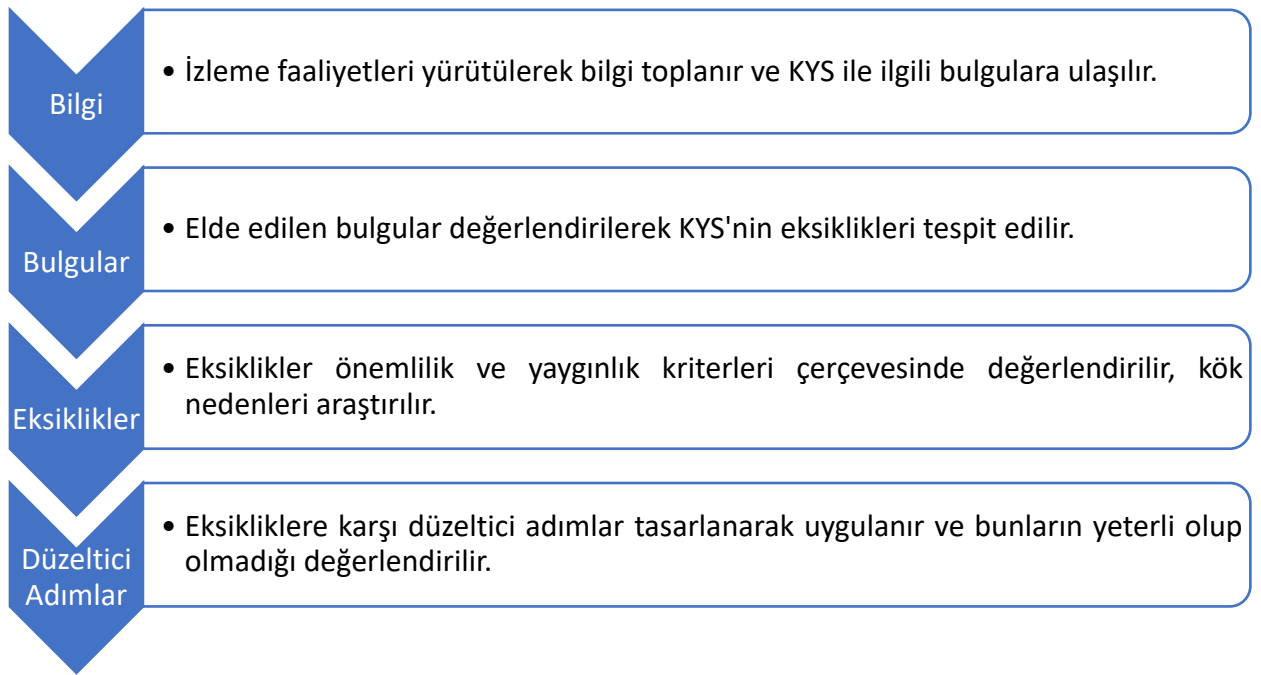 Bilgi
• İzleme faaliyetleri yürütülerek bilgi toplanır ve KYS ile ilgili bulgulara ulaşılır.
Bulgular
• Elde edilen bulgular değerlendirilerek KYS'nin eksiklikleri tespit edilir.
Eksiklikler
• Eksiklikler önemlilik ve yaygınlık kriterleri çerçevesinde değerlendirilir, kök
nedenleri araştırılır.
Düzeltici
Adımlar
• Eksikliklere karşı düzeltici adımlar tasarlanarak uygulanır ve bunların yeterli olup
olmadığı değerlendirilir.